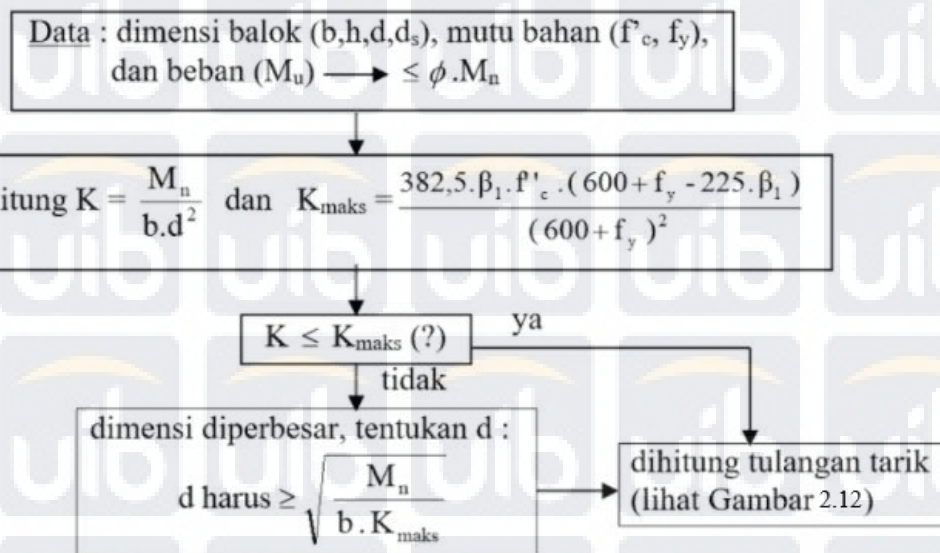 Data : dimensi balok (b,h,d,dₛ), mutu bahan (f'c, fy),
dan beban (Mᵤ) → ≤ ϕ.Mₙ
itung K = Mₙ / b.d² dan Kmaks = 382,5.β₁.f'c.(600+fy-225.β₁) / (600+fy)²
K ≤ Kmaks (?)
ya
tidak
dimensi diperbesar, tentukan d :
d harus ≥ √(Mₙ / b.Kmaks)
dihitung tulangan tarik
(lihat Gambar 2.12)